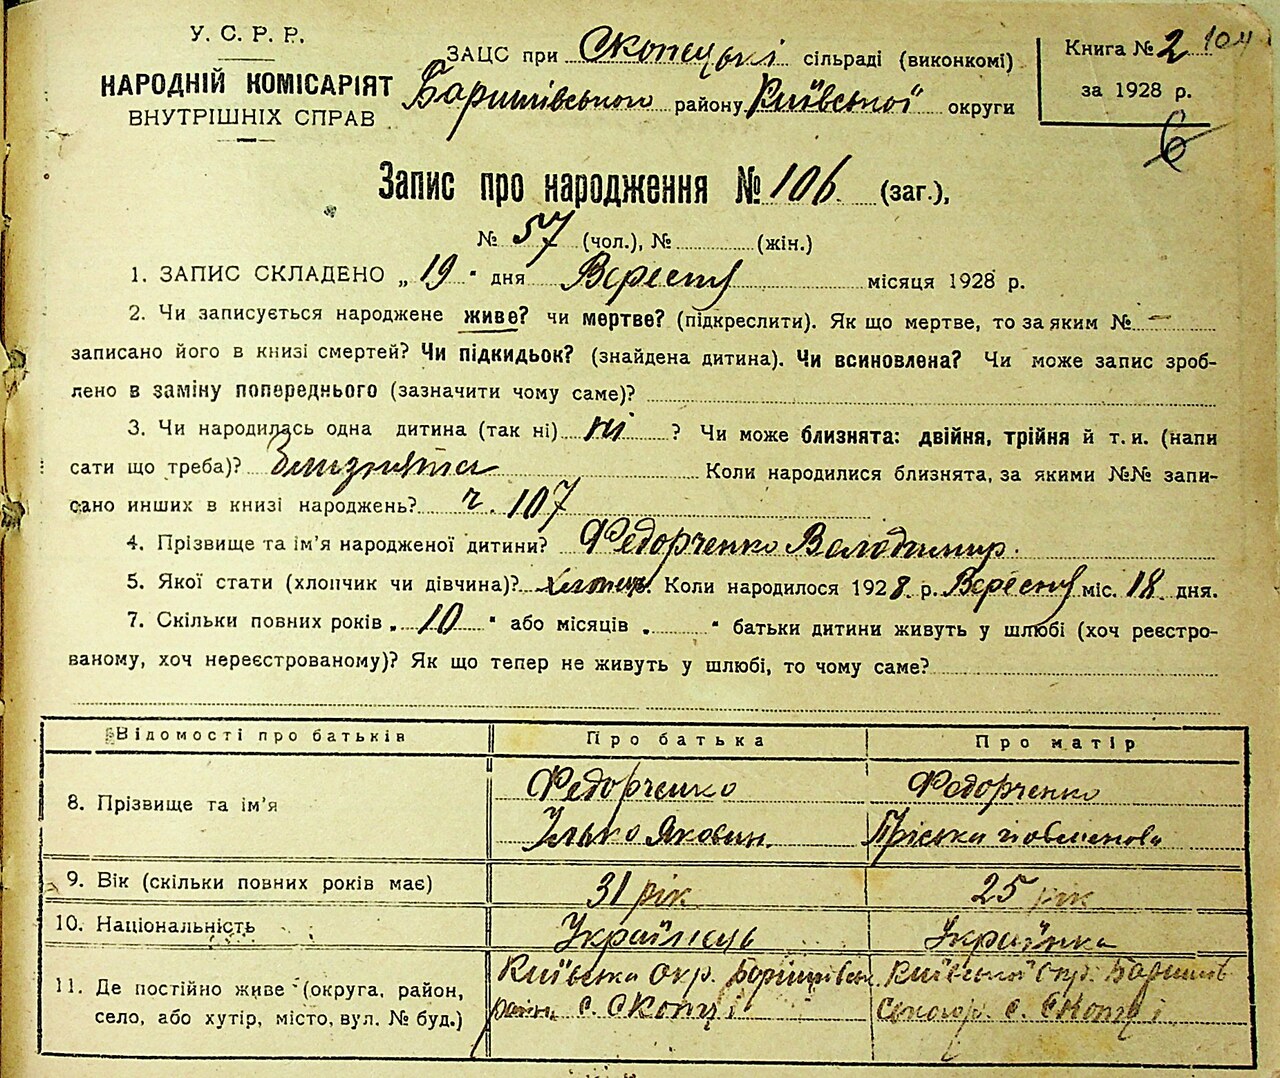 У. С. Р. Р.
НАРОДНІЙ КОМІСАРІЯТ
ВНУТРІШНІХ СПРАВ
ЗАЦС при Скопецькі сільраді (виконкомі)
Баришівського району Київської округи
Книга № 2 104
за 1928 р.
6
Запис про народження № 106. (заг.),
№ 57 (чол.), № (жін.)
1. ЗАПИС СКЛАДЕНО „ 19 " дня Вересня місяця 1928 р.
2. Чи записується народжене живе? чи мертве? (підкреслити). Як що мертве, то за яким № —
записано його в книзі смертей? Чи підкидьок? (знайдена дитина). Чи всиновлена? Чи може запис зроб-
лено в заміну попереднього (зазначити чому саме)?
3. Чи народилась одна дитина (так ні) ні ? Чи може близнята: двійня, трійня й т. и. (напи
сати що треба)? Близнята Коли народилися близнята, за якими №№ запи-
сано инших в книзі народжень? ч. 107
4. Прізвище та ім'я народженої дитини? Федорченко Володимир.
5. Якої стати (хлопчик чи дівчина)? хлопець. Коли народилося 1928 р. Вересня міс. 18 дня.
7. Скільки повних років „ 10 " або місяців „ " батьки дитини живуть у шлюбі (хоч реєстро-
ваному, хоч нереєстрованому)? Як що тепер не живуть у шлюбі, то чому саме?
Відомості про батьків Про батька Про матір
8. Прізвище та ім'я Федорченко Федорченко
Ілько Яковин. Пріська
9. Вік (скільки повних років має) 31 рік 25 рік
10. Національність Українець Українка
11. Де постійно живе (округа, район, Київська окр. Баришівськ. Київської окр. Баришів
село, або хутір, місто, вул. № буд.) с. Скопці с. Скопці